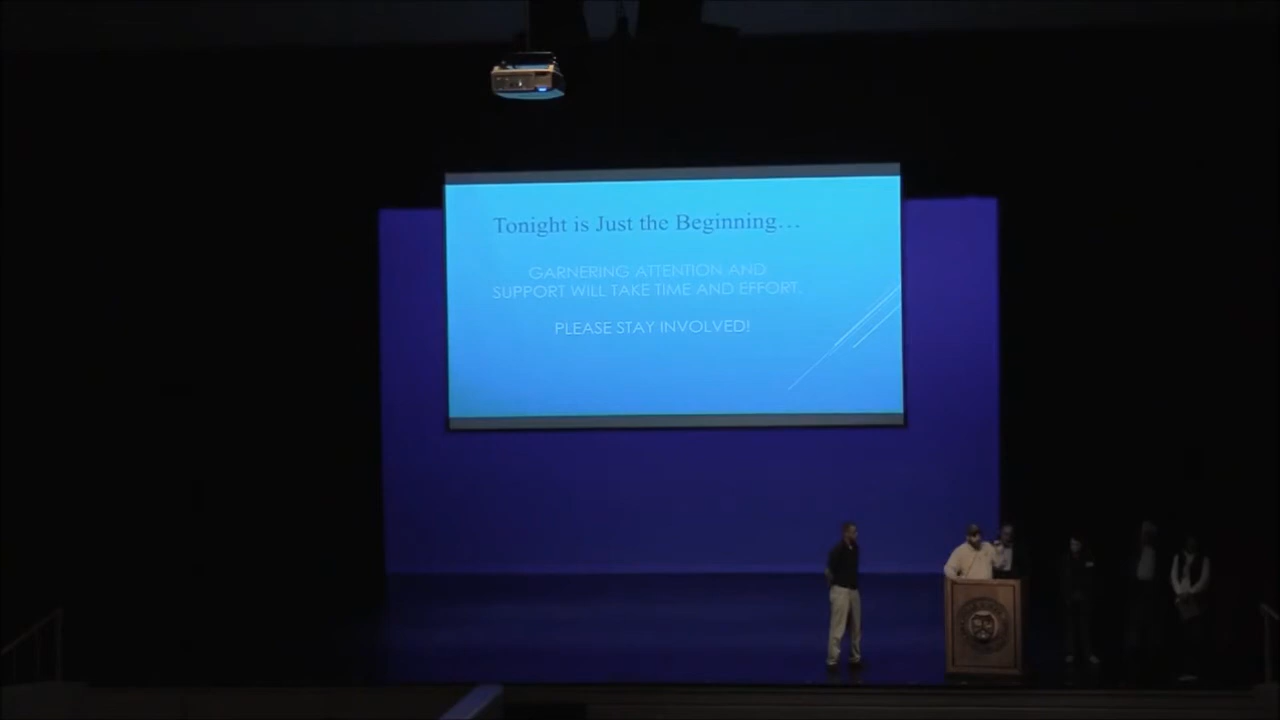 Tonight is Just the Beginning...
GARNERING ATTENTION AND
SUPPORT WILL TAKE TIME AND EFFORT.
PLEASE STAY INVOLVED!